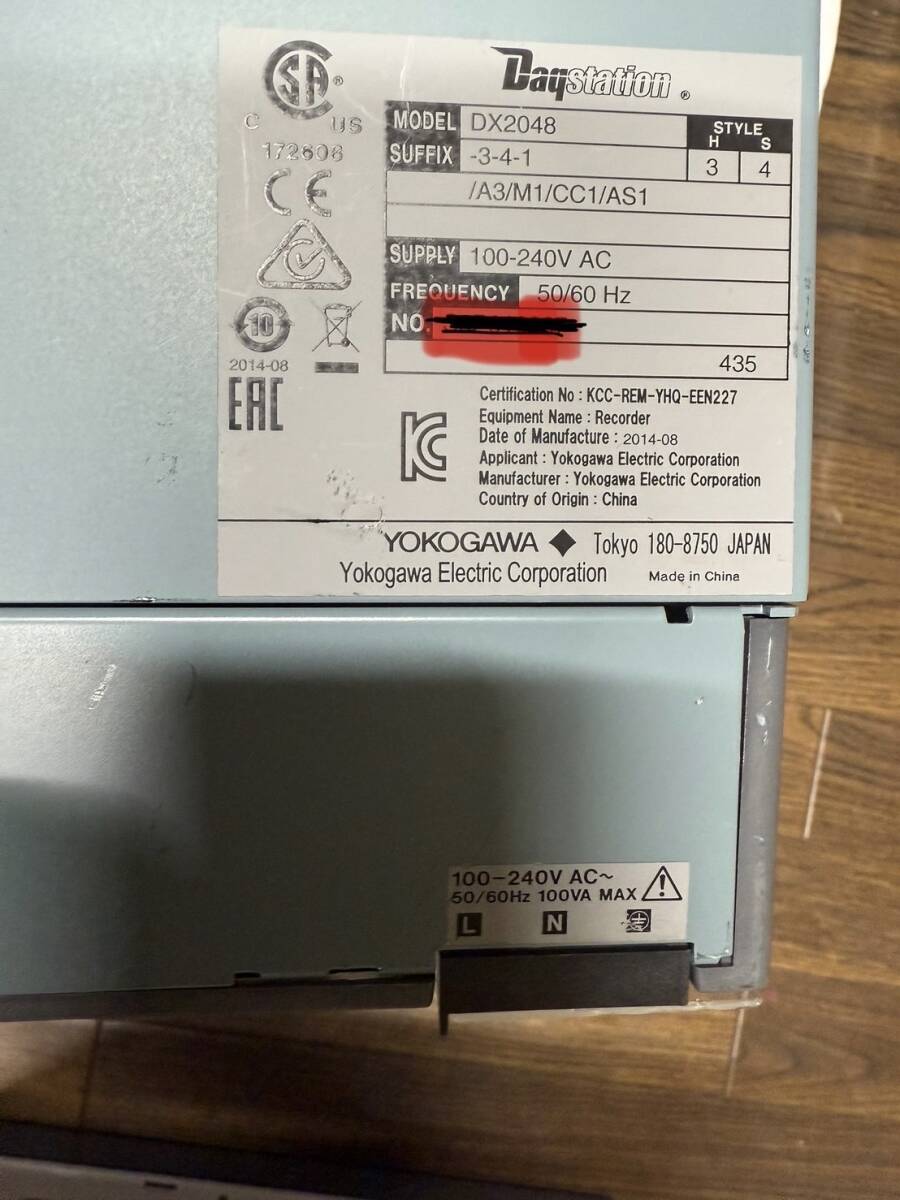 Daqstation ®
SA ®
C US
172608
CE
10
2014-08
EAC
MODEL DX2048
STYLE
H S
SUFFIX -3-4-1
3 4
/A3/M1/CC1/AS1
SUPPLY 100-240V AC
FREQUENCY 50/60 Hz
NO.
435
Certification No : KCC-REM-YHQ-EEN227
Equipment Name : Recorder
Date of Manufacture : 2014-08
Applicant : Yokogawa Electric Corporation
Manufacturer : Yokogawa Electric Corporation
Country of Origin : China
YOKOGAWA ◆ Tokyo 180-8750 JAPAN
Yokogawa Electric Corporation Made in China
100-240V AC~
50/60Hz 100VA MAX
L N